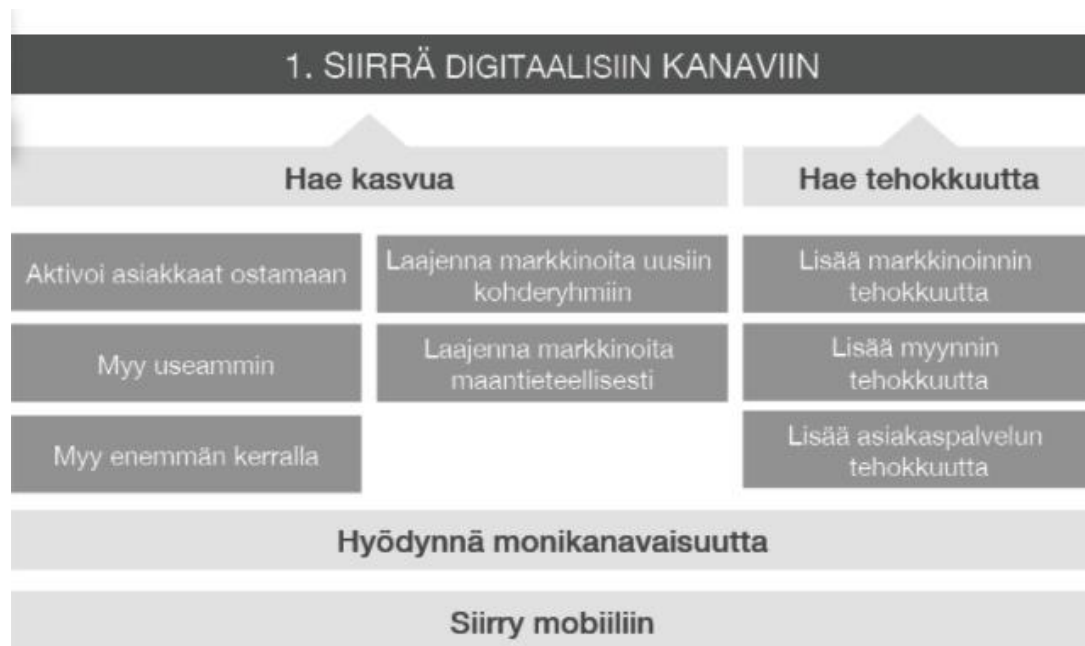 1. SIIRRÄ DIGITAALISIIN KANAVIIN
Hae kasvua
Hae tehokkuutta
Aktivoi asiakkaat ostamaan
Laajenna markkinoita uusiin
kohderyhmiin
Lisää markkinoinnin
tehokkuutta
Myy useammin
Laajenna markkinoita
maantieteellisesti
Lisää myynnin
tehokkuutta
Myy enemmän kerralla
Lisää asiakaspalvelun
tehokkuutta
Hyödynnä monikanavaisuutta
Siirry mobiiliin